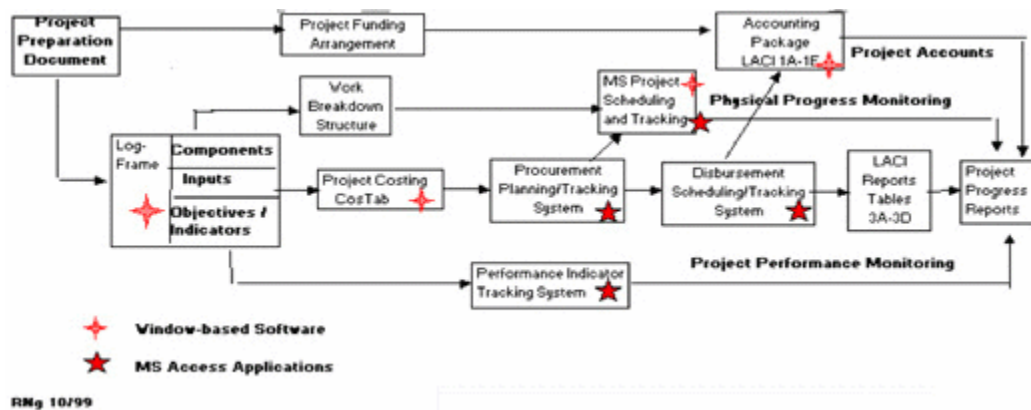 Project
Preparation
Document
Project Funding
Arrangement
Accounting
Package
LACI 1A-1E
Project Accounts
Work
Breakdown
Structure
MS Project
Scheduling
and Tracking
Physical Progress Monitoring
Log-
Frame
Components
Inputs
Objectives /
Indicators
Project Costing
CosTab
Procurement
Planning/Tracking
System
Disbursement
Scheduling/Tracking
System
LACI
Reports
Tables
3A-3D
Project
Progress
Reports
Project Performance Monitoring
Performance Indicator
Tracking System
Window-based Software
MS Access Applications
RNg 10/99